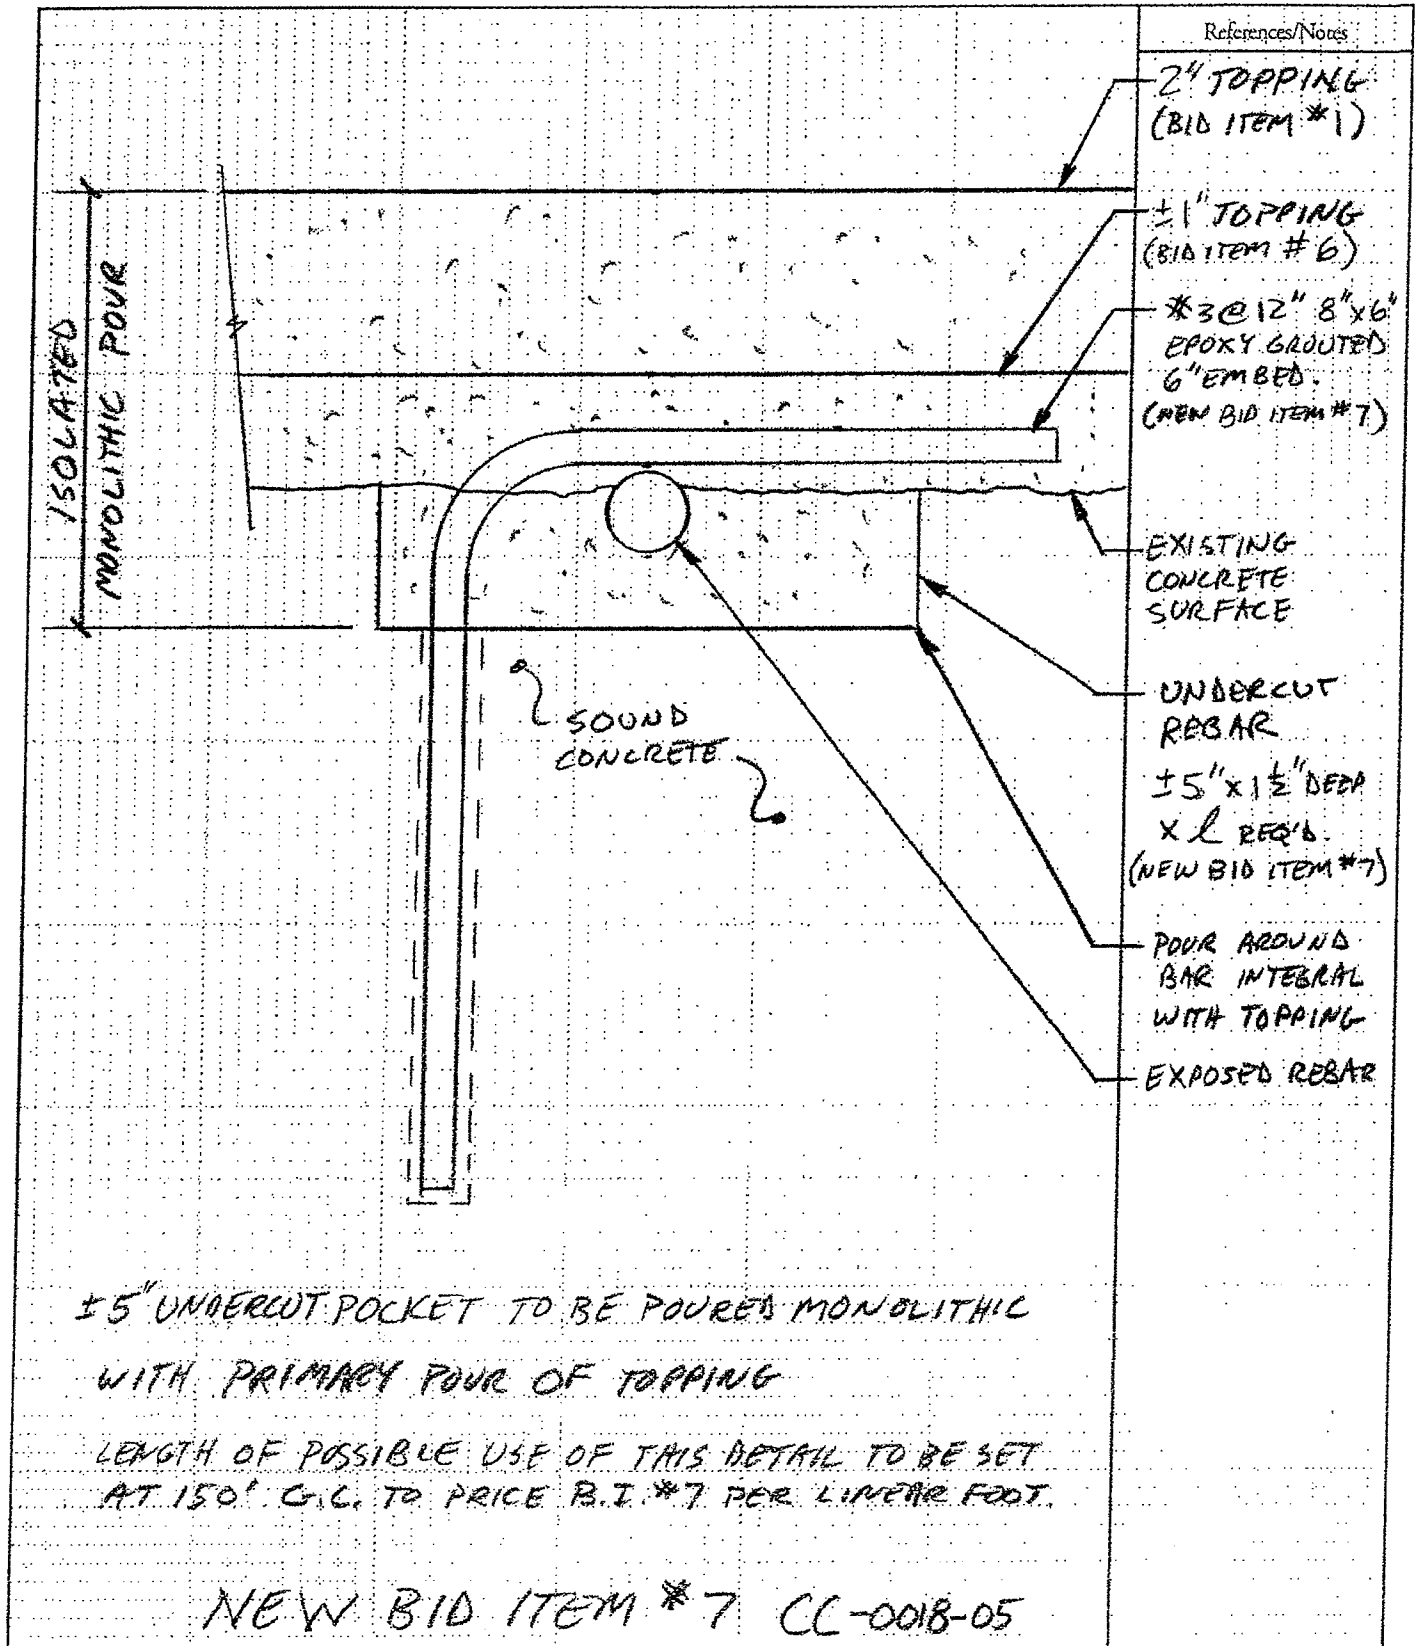 References/Notes
2" TOPPING
(BID ITEM #1)
±1" TOPPING
(BID ITEM #6)
#3@12" 8"x6"
EPOXY GROUTED
6" EMBED.
(NEW BID ITEM #7)
ISOLATED
MONOLITHIC POUR
EXISTING
CONCRETE
SURFACE
UNDERCUT
REBAR
±5"x1½" DEEP
x l REQ'D.
(NEW BID ITEM #7)
SOUND
CONCRETE
POUR AROUND
BAR INTEGRAL
WITH TOPPING
EXPOSED REBAR
±5" UNDERCUT POCKET TO BE POURED MONOLITHIC
WITH PRIMARY POUR OF TOPPING
LENGTH OF POSSIBLE USE OF THIS DETAIL TO BE SET
AT 150' G.C. TO PRICE B.I. #7 PER LINEAR FOOT.
NEW BID ITEM #7 CC-0018-05